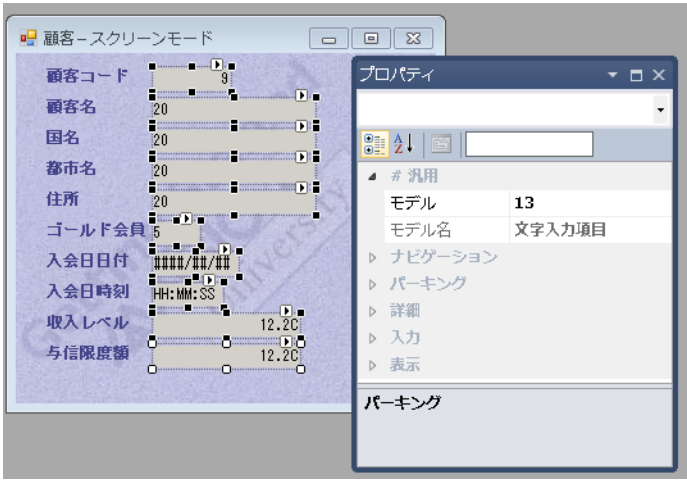 顧客－スクリーンモード
顧客コード 9
顧客名 20
国名 20
都市名 20
住所 20
ゴールド会員 5
入会日日付 ####/##/##
入会日時刻 HH:MM:SS
収入レベル 12.2C
与信限度額 12.2C
プロパティ
# 汎用
モデル 13
モデル名 文字入力項目
ナビゲーション
パーキング
詳細
入力
表示
パーキング
University